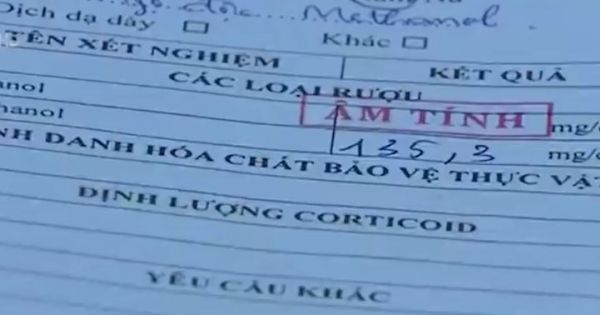 Dịch dạ dày ☐ ... Methanol.
Khác ☐
TÊN XÉT NGHIỆM KẾT QUẢ
CÁC LOẠI RƯỢU
anol ÂM TÍNH mg/
hanol 135,3 mg/
NH DANH HÓA CHẤT BẢO VỆ THỰC VẬT
ĐỊNH LƯỢNG CORTICOID
YÊU CẦU KHÁC